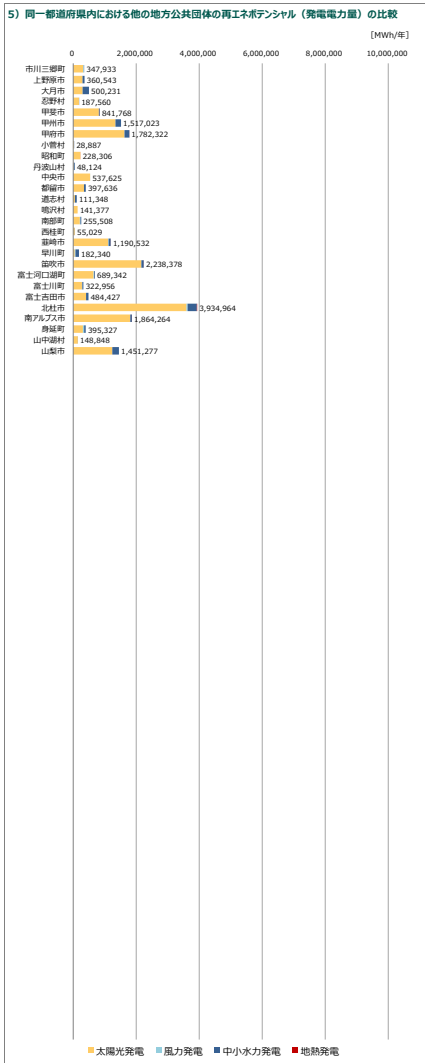 5）同一都道府県内における他の地方公共団体の再エネポテンシャル（発電電力量）の比較
[MWh/年]
0 2,000,000 4,000,000 6,000,000 8,000,000 10,000,000
市川三郷町 347,933
上野原市 360,543
大月市 500,231
忍野村 187,560
甲斐市 841,768
甲州市 1,517,023
甲府市 1,782,322
小菅村 28,887
昭和町 228,306
丹波山村 48,124
中央市 537,625
都留市 397,636
道志村 111,348
鳴沢村 141,377
南部町 255,508
西桂町 55,029
韮崎市 1,190,532
早川町 182,340
笛吹市 2,238,378
富士河口湖町 689,342
富士川町 322,956
富士吉田市 484,427
北杜市 3,934,964
南アルプス市 1,864,264
身延町 395,327
山中湖村 148,848
山梨市 1,451,277
太陽光発電 風力発電 中小水力発電 地熱発電